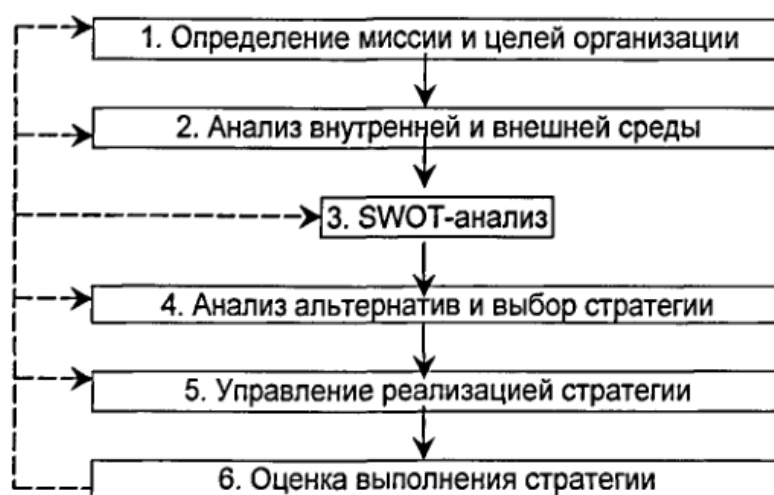 1. Определение миссии и целей организации
2. Анализ внутренней и внешней среды
3. SWOT-анализ
4. Анализ альтернатив и выбор стратегии
5. Управление реализацией стратегии
6. Оценка выполнения стратегии